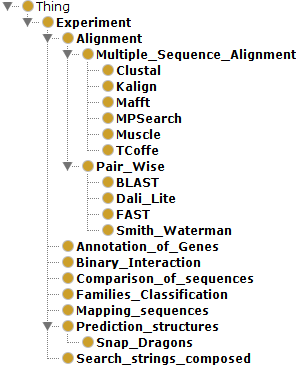 Thing
Experiment
Alignment
Multiple_Sequence_Alignment
Clustal
Kalign
Mafft
MPSearch
Muscle
TCoffe
Pair_Wise
BLAST
Dali_Lite
FAST
Smith_Waterman
Annotation_of_Genes
Binary_Interaction
Comparison_of_sequences
Families_Classification
Mapping_sequences
Prediction_structures
Snap_Dragons
Search_strings_composed